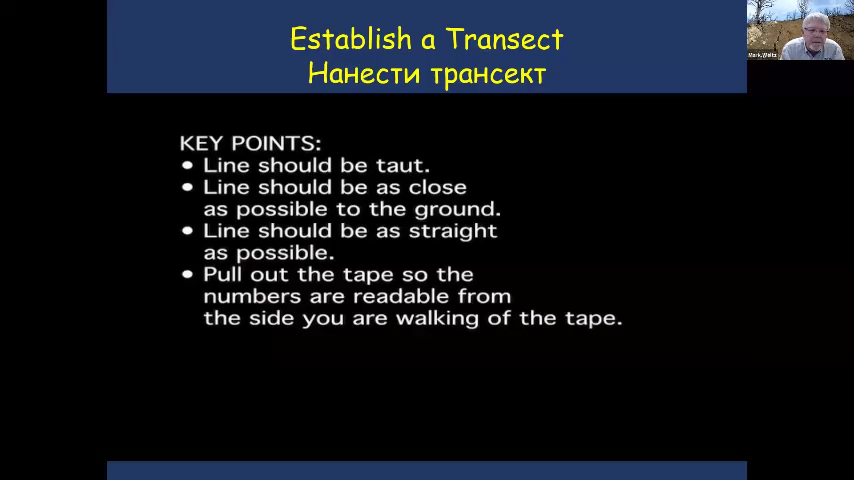 Establish a Transect
Нанести трансект
Mark Weltz
KEY POINTS:
• Line should be taut.
• Line should be as close
as possible to the ground.
• Line should be as straight
as possible.
• Pull out the tape so the
numbers are readable from
the side you are walking of the tape.